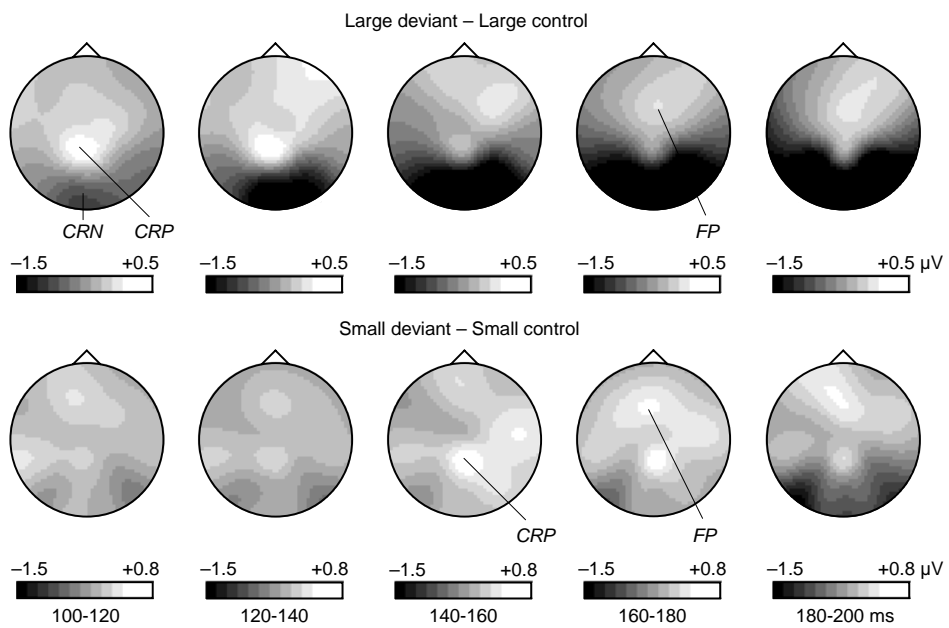 Large deviant – Large control
CRN CRP FP
–1.5 +0.5 –1.5 +0.5 –1.5 +0.5 –1.5 +0.5 –1.5 +0.5 μV
Small deviant – Small control
CRP FP
–1.5 +0.8 –1.5 +0.8 –1.5 +0.8 –1.5 +0.8 –1.5 +0.8 μV
100-120 120-140 140-160 160-180 180-200 ms